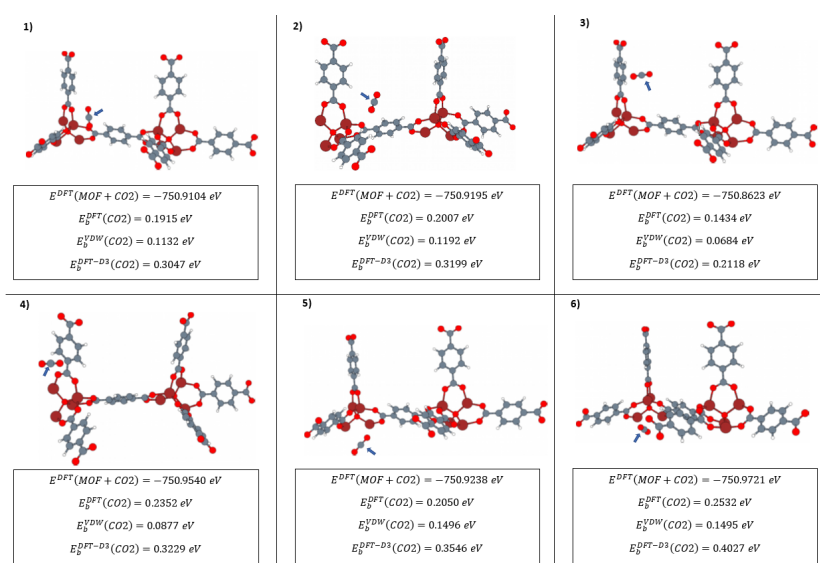 1)
E^DFT(MOF + CO2) = −750.9104 eV
E_b^DFT(CO2) = 0.1915 eV
E_b^VDW(CO2) = 0.1132 eV
E_b^DFT−D3(CO2) = 0.3047 eV
2)
E^DFT(MOF + CO2) = −750.9195 eV
E_b^DFT(CO2) = 0.2007 eV
E_b^VDW(CO2) = 0.1192 eV
E_b^DFT−D3(CO2) = 0.3199 eV
3)
E^DFT(MOF + CO2) = −750.8623 eV
E_b^DFT(CO2) = 0.1434 eV
E_b^VDW(CO2) = 0.0684 eV
E_b^DFT−D3(CO2) = 0.2118 eV
4)
E^DFT(MOF + CO2) = −750.9540 eV
E_b^DFT(CO2) = 0.2352 eV
E_b^VDW(CO2) = 0.0877 eV
E_b^DFT−D3(CO2) = 0.3229 eV
5)
E^DFT(MOF + CO2) = −750.9238 eV
E_b^DFT(CO2) = 0.2050 eV
E_b^VDW(CO2) = 0.1496 eV
E_b^DFT−D3(CO2) = 0.3546 eV
6)
E^DFT(MOF + CO2) = −750.9721 eV
E_b^DFT(CO2) = 0.2532 eV
E_b^VDW(CO2) = 0.1495 eV
E_b^DFT−D3(CO2) = 0.4027 eV